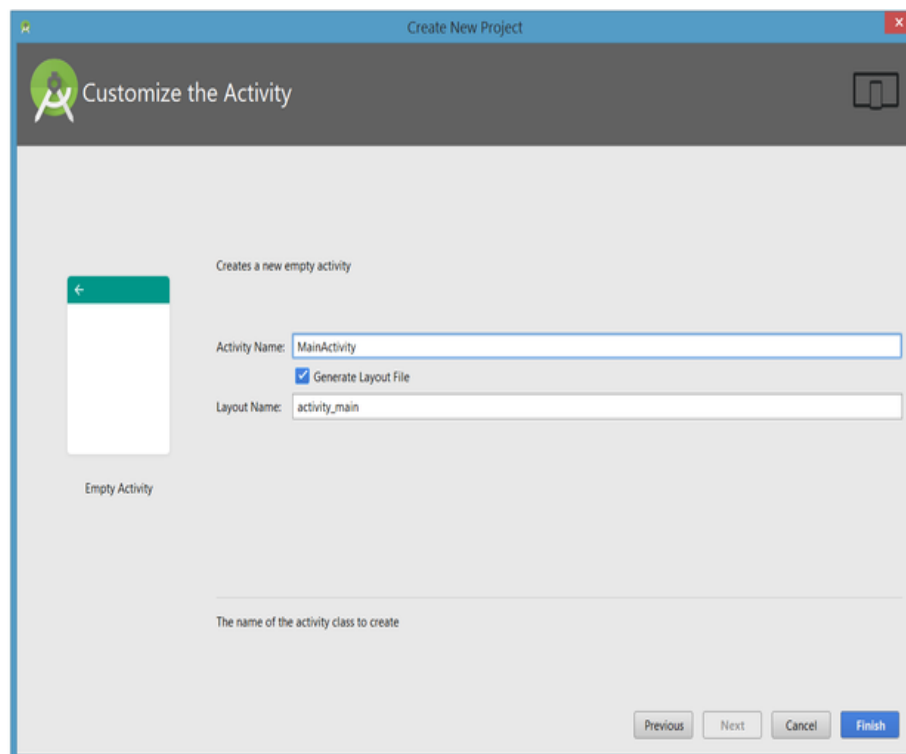 Create New Project
Customize the Activity
Creates a new empty activity
Activity Name: MainActivity
Generate Layout File
Layout Name: activity_main
Empty Activity
The name of the activity class to create
Previous Next Cancel Finish